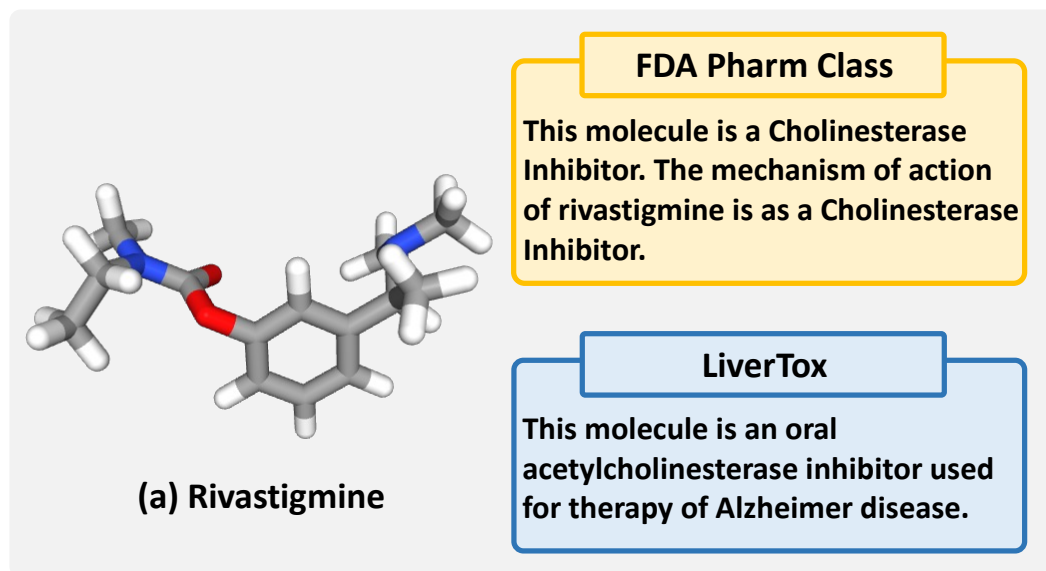 FDA Pharm Class
This molecule is a Cholinesterase
Inhibitor. The mechanism of action
of rivastigmine is as a Cholinesterase
Inhibitor.
LiverTox
This molecule is an oral
acetylcholinesterase inhibitor used
for therapy of Alzheimer disease.
(a) Rivastigmine